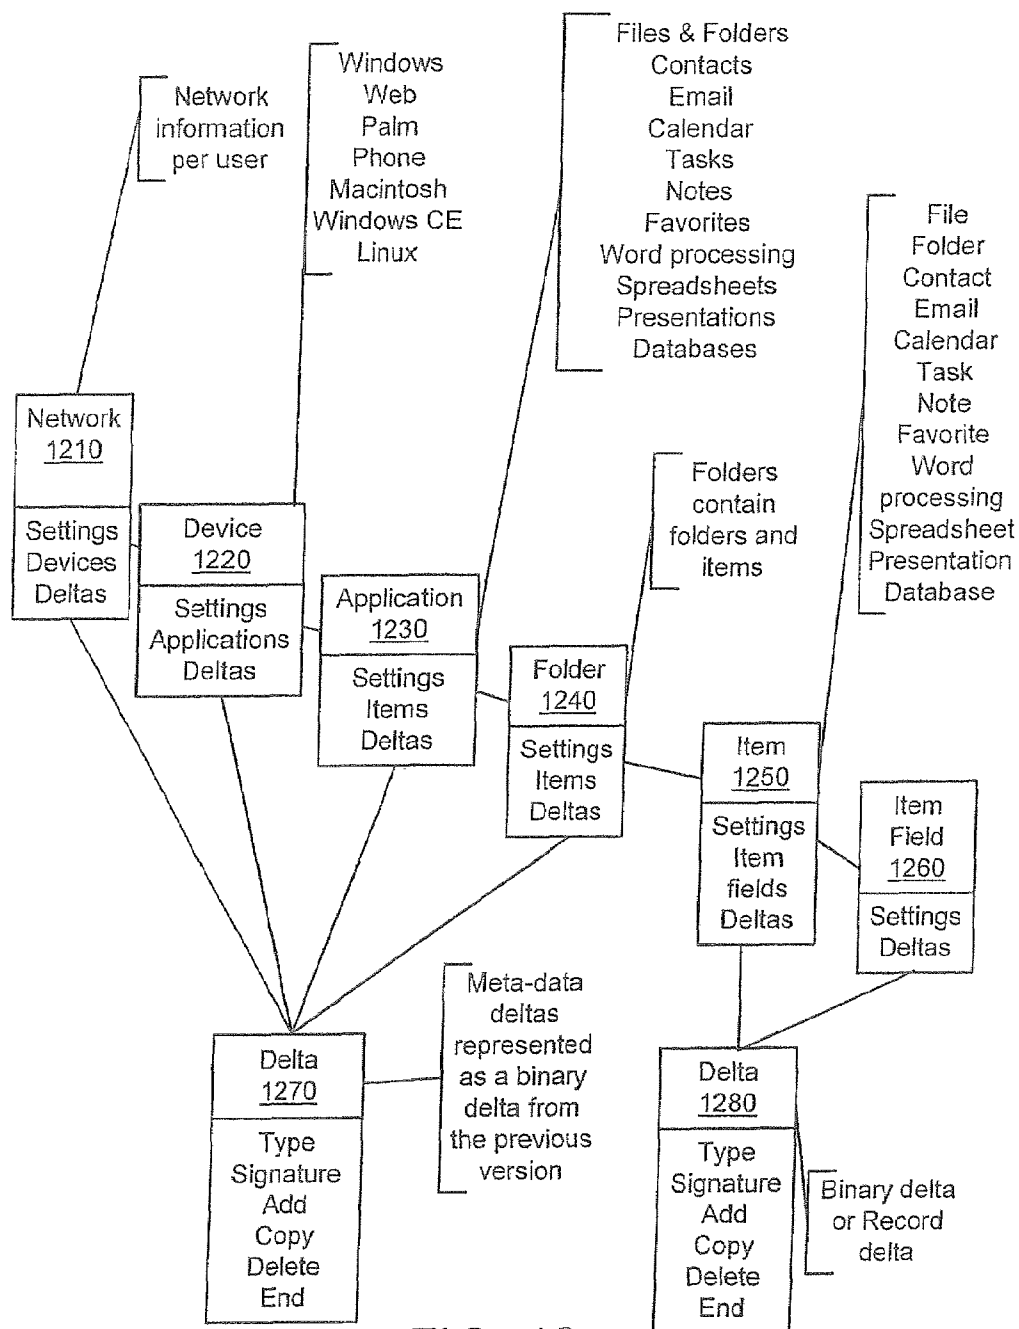 Network
information
per user
Windows
Web
Palm
Phone
Macintosh
Windows CE
Linux
Files & Folders
Contacts
Email
Calendar
Tasks
Notes
Favorites
Word processing
Spreadsheets
Presentations
Databases
File
Folder
Contact
Email
Calendar
Task
Note
Favorite
Word
processing
Spreadsheet
Presentation
Database
Folders
contain
folders and
items
Network
1210
Settings
Devices
Deltas
Device
1220
Settings
Applications
Deltas
Application
1230
Settings
Items
Deltas
Folder
1240
Settings
Items
Deltas
Item
1250
Settings
Item
fields
Deltas
Item
Field
1260
Settings
Deltas
Delta
1270
Type
Signature
Add
Copy
Delete
End
Meta-data
deltas
represented
as a binary
delta from
the previous
version
Delta
1280
Type
Signature
Add
Copy
Delete
End
Binary delta
or Record
delta